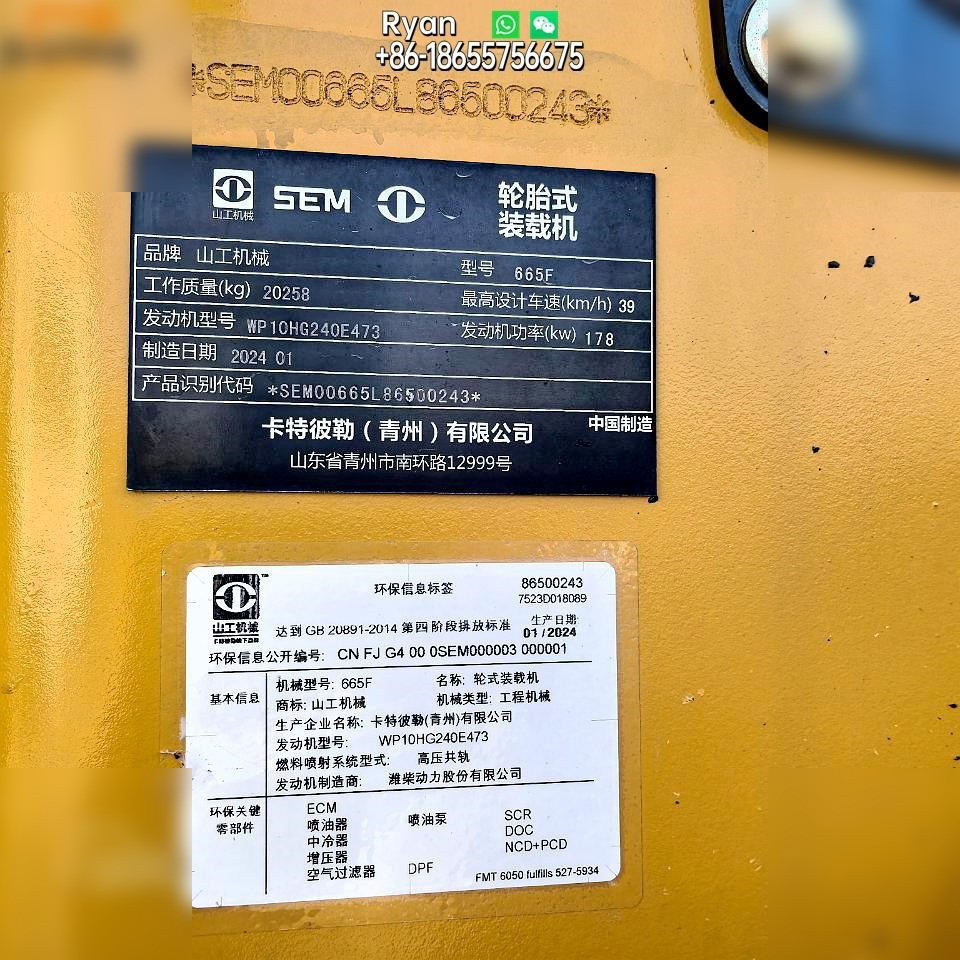 Ryan
+86-18655756675
*SEM00665L86500243*
山工机械 SEM
轮胎式
装载机
品牌 山工机械 型号 665F
工作质量(kg) 20258 最高设计车速(km/h) 39
发动机型号 WP10HG240E473 发动机功率(kw) 178
制造日期 2024 01
产品识别代码 *SEM00665L86500243*
卡特彼勒(青州)有限公司 中国制造
山东省青州市南环路12999号
环保信息标签 86500243
7523D018089
山工机械
达到 GB 20891-2014 第四阶段排放标准 生产日期:
01/2024
环保信息公开编号: CN FJ G4 00 0SEM000003 000001
基本信息
机械型号: 665F 名称: 轮式装载机
商标: 山工机械 机械类型: 工程机械
生产企业名称: 卡特彼勒(青州)有限公司
发动机型号: WP10HG240E473
燃料喷射系统型式: 高压共轨
发动机制造商: 潍柴动力股份有限公司
环保关键
零部件
ECM SCR
喷油器 喷油泵 DOC
中冷器 NCD+PCD
增压器
空气过滤器 DPF
FMT 6050 fulfills 527-5934